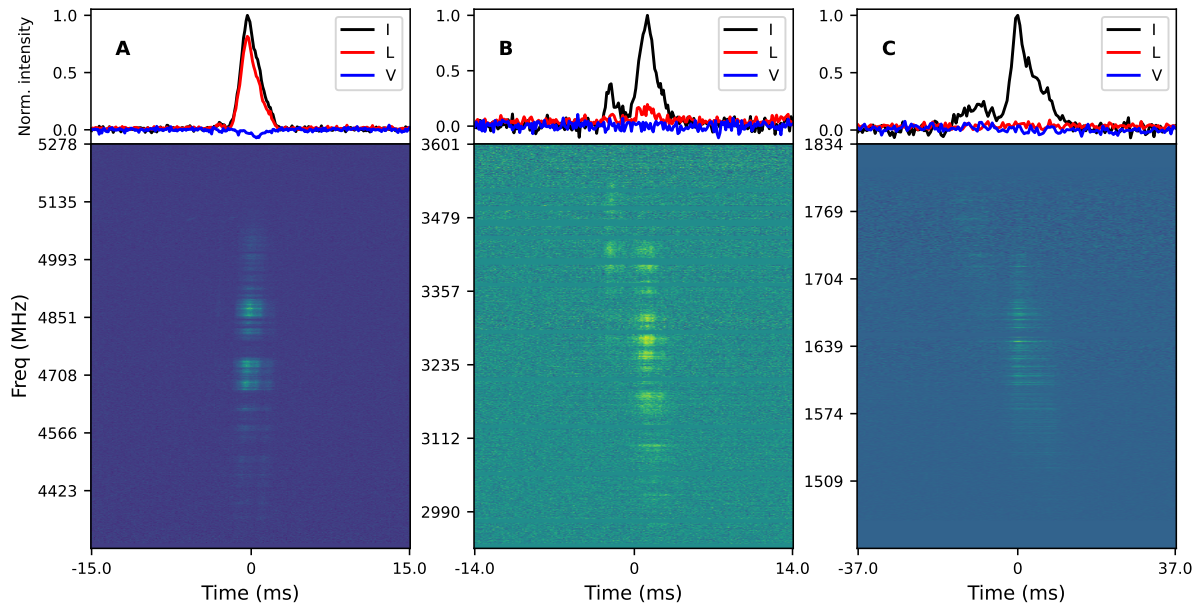 Norm. intensity
1.0
0.5
0.0
A
I
L
V
1.0
0.5
0.0
B
I
L
V
1.0
0.5
0.0
C
I
L
V
Freq (MHz)
5278
5135
4993
4851
4708
4566
4423
3601
3479
3357
3235
3112
2990
1834
1769
1704
1639
1574
1509
-15.0 0 15.0
-14.0 0 14.0
-37.0 0 37.0
Time (ms) Time (ms) Time (ms)